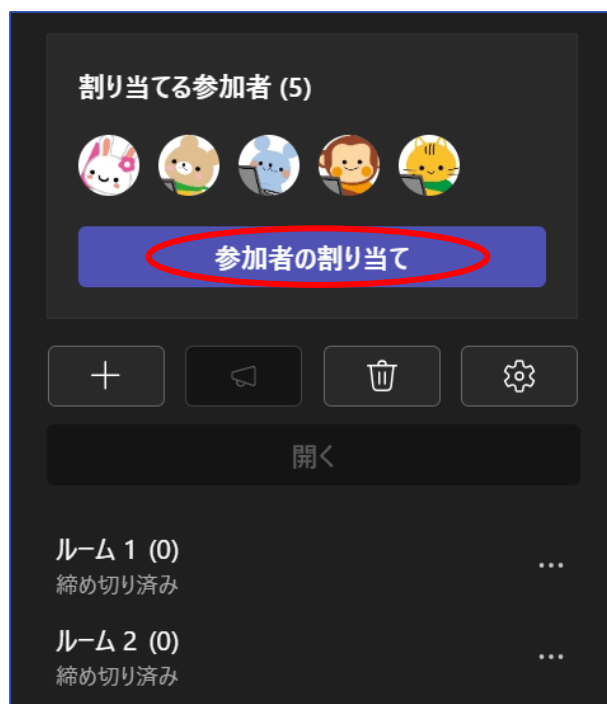 割り当てる参加者 (5)
参加者の割り当て
開く
ルーム 1 (0)
締め切り済み
ルーム 2 (0)
締め切り済み